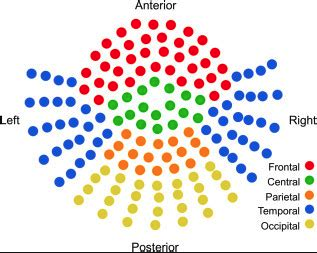 Anterior
Left
Right
Frontal
Central
Parietal
Temporal
Occipital
Posterior